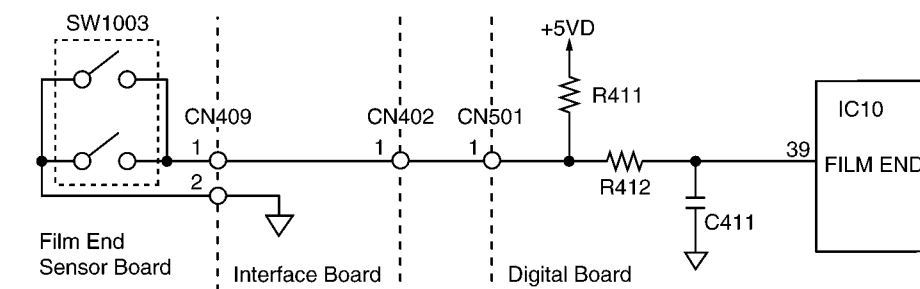 SW1003
+5VD
R411
CN409
CN402
CN501
IC10
1
1
1
39
FILM END
R412
2
C411
Film End
Sensor Board
Interface Board
Digital Board